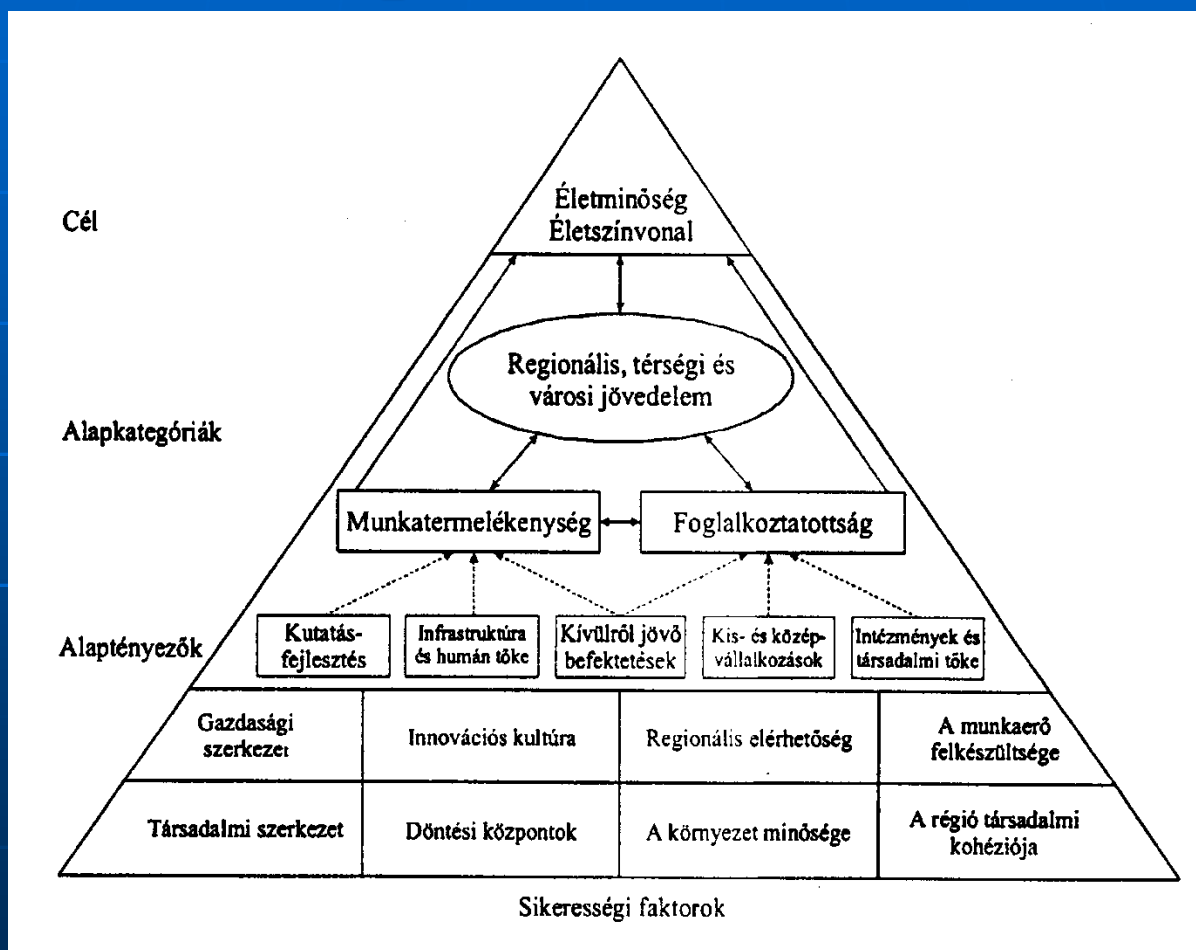 Cél
Életminőség
Életszínvonal
Regionális, térségi és
városi jövedelem
Alapkategóriák
Munkatermelékenység
Foglalkoztatottság
Alaptényezők
Kutatás-
fejlesztés
Infrastruktúra
és humán tőke
Kívülről jövő
befektetések
Kis- és közép-
vállalkozások
Intézmények és
társadalmi tőke
Gazdasági
szerkezet
Innovációs kultúra
Regionális elérhetőség
A munkaerő
felkészültsége
Társadalmi szerkezet
Döntési központok
A környezet minősége
A régió társadalmi
kohéziója
Sikerességi faktorok